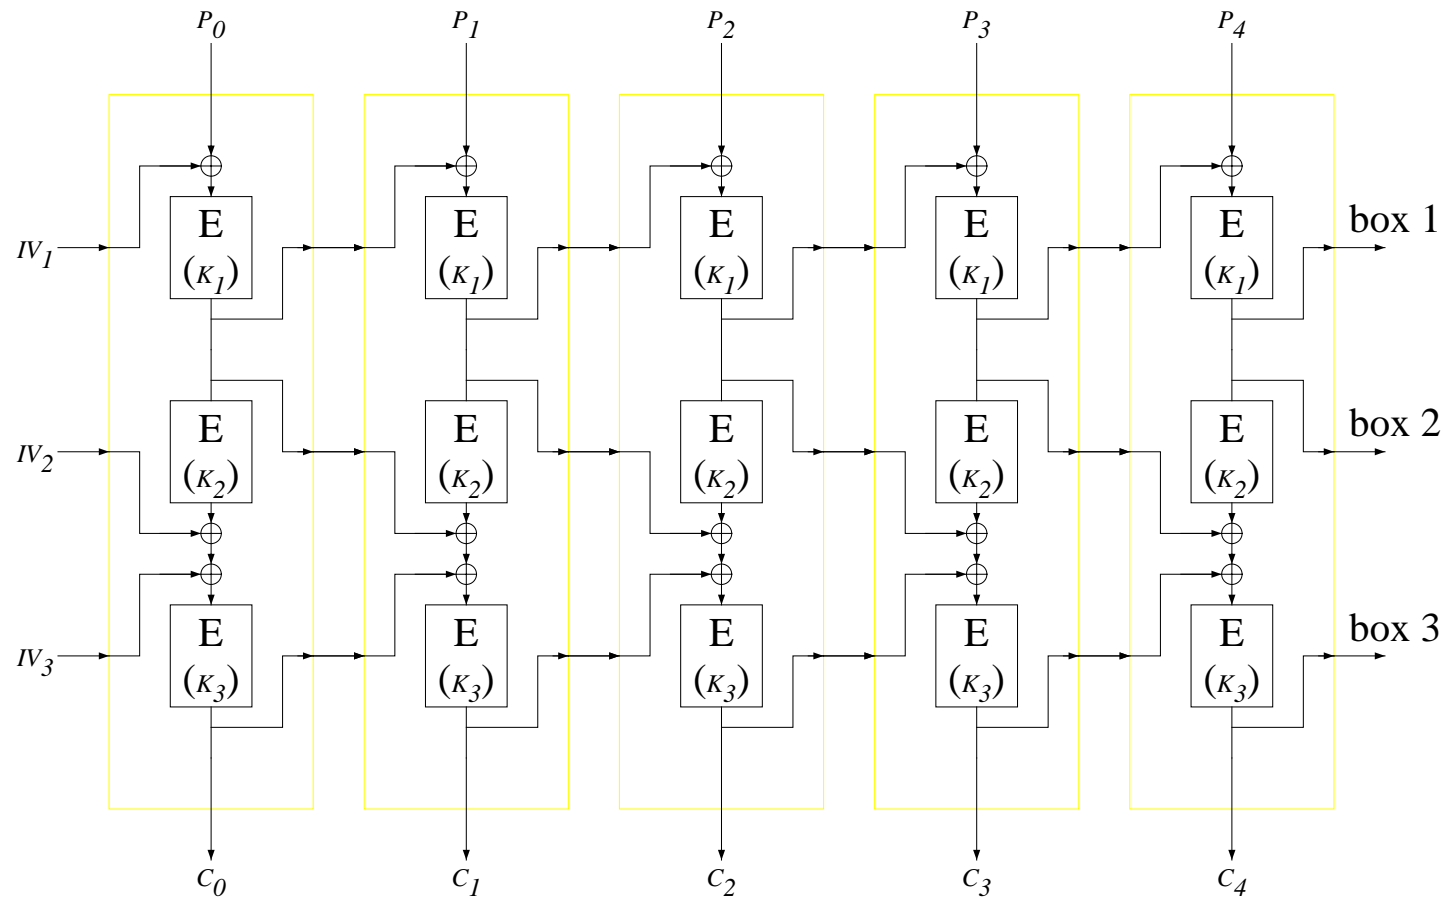 P0 P1 P2 P3 P4
E E E E E box 1
IV1 (K1) (K1) (K1) (K1) (K1)
E E E E E box 2
IV2 (K2) (K2) (K2) (K2) (K2)
E E E E E box 3
IV3 (K3) (K3) (K3) (K3) (K3)
C0 C1 C2 C3 C4